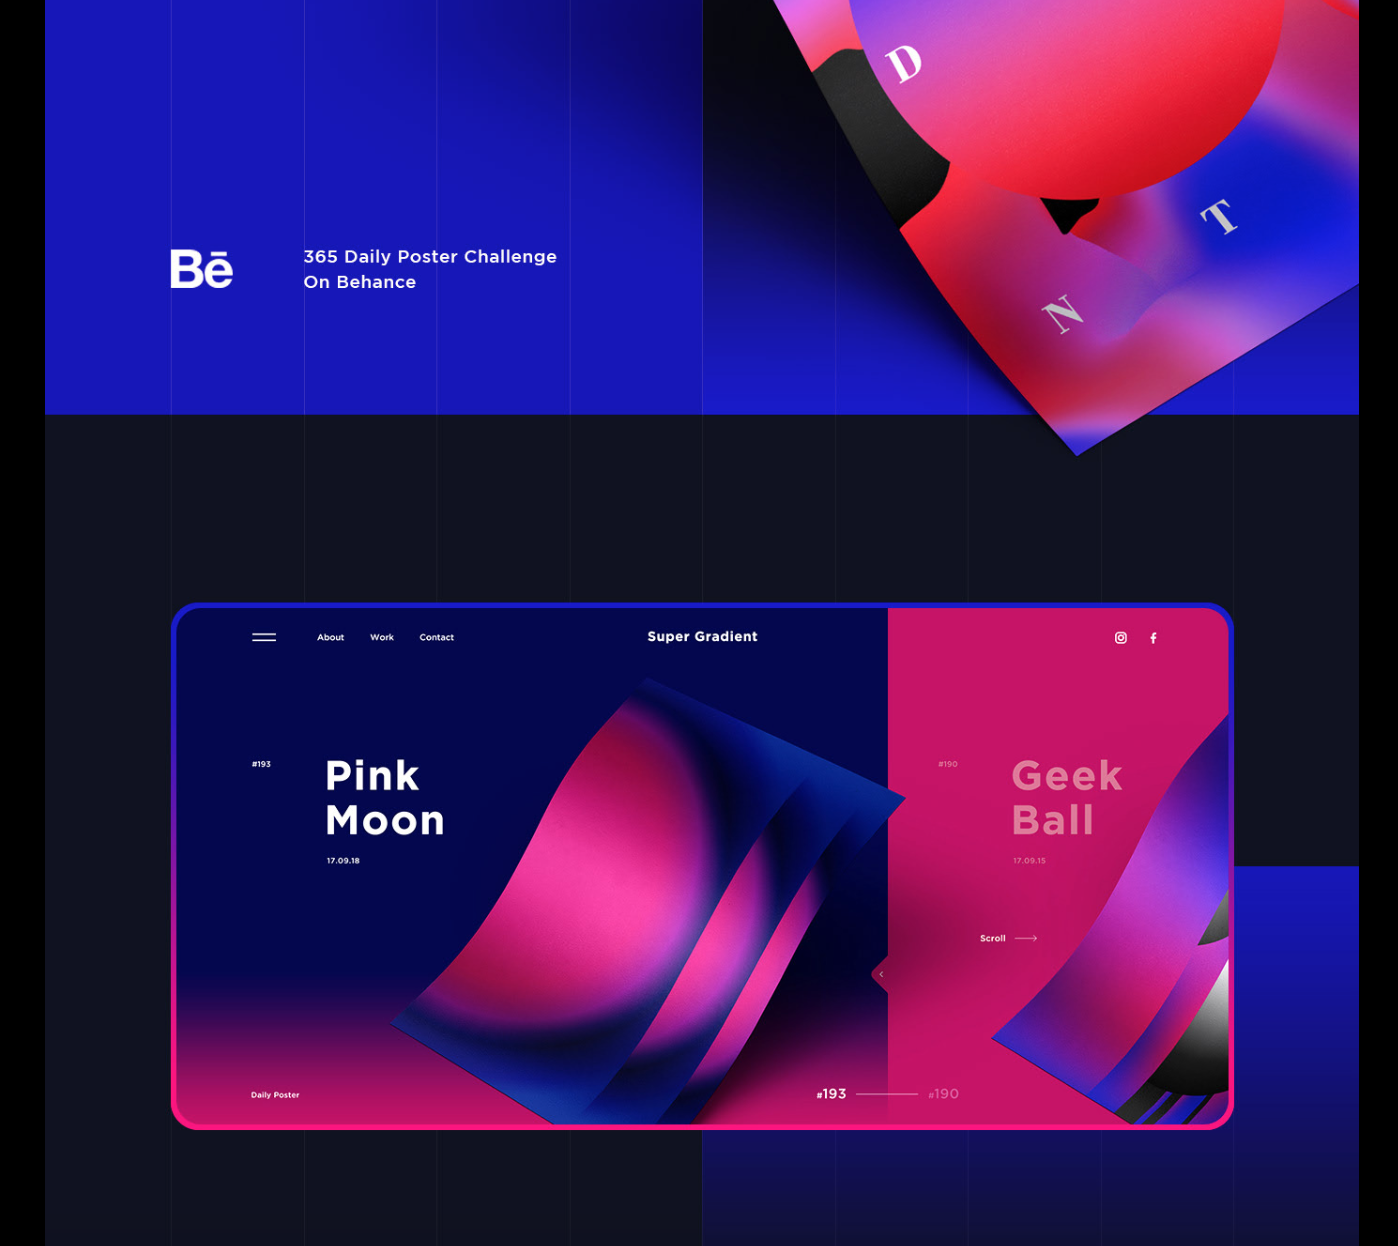 D
T
N
Bē
365 Daily Poster Challenge
On Behance
About
Work
Contact
Super Gradient
#193
Pink
Moon
17.09.18
#190
Geek
Ball
17.09.15
Scroll
Daily Poster
#193
#190